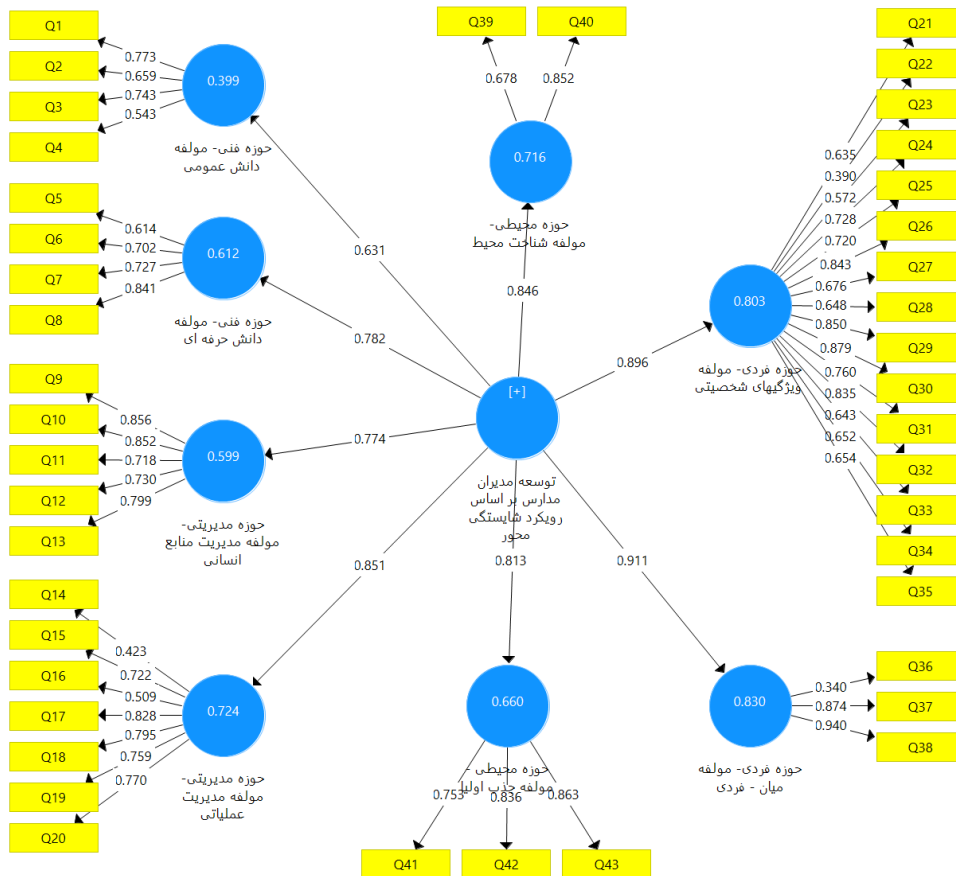 Q1
Q2
Q3
Q4
0.773
0.659
0.743
0.543
0.399
حوزه فنی- مولفه
دانش عمومی
Q5
Q6
Q7
Q8
0.614
0.702
0.727
0.841
0.612
حوزه فنی- مولفه
دانش حرفه ای
Q9
Q10
Q11
Q12
Q13
0.856
0.852
0.718
0.730
0.799
0.599
حوزه مدیریتی-
مولفه مدیریت منابع
انسانی
Q14
Q15
Q16
Q17
Q18
Q19
Q20
0.423
0.722
0.509
0.828
0.795
0.759
0.770
0.724
حوزه مدیریتی-
مولفه مدیریت
عملیاتی
Q39
Q40
0.678
0.852
0.716
حوزه محیطی-
مولفه شناخت محیط
0.631
0.782
0.774
0.851
0.846
0.896
0.813
0.911
[+]
توسعه مدیران
مدارس بر اساس
رویکرد شایستگی
محور
0.660
حوزه محیطی -
مولفه جذب اولیا
0.753
0.836
0.863
Q41
Q42
Q43
Q21
Q22
Q23
Q24
Q25
Q26
Q27
Q28
Q29
Q30
Q31
Q32
Q33
Q34
Q35
0.635
0.390
0.572
0.728
0.720
0.843
0.676
0.648
0.850
0.879
0.760
0.835
0.643
0.652
0.654
0.803
حوزه فردی- مولفه
ویژگیهای شخصیتی
0.830
حوزه فردی- مولفه
میان - فردی
0.340
0.874
0.940
Q36
Q37
Q38